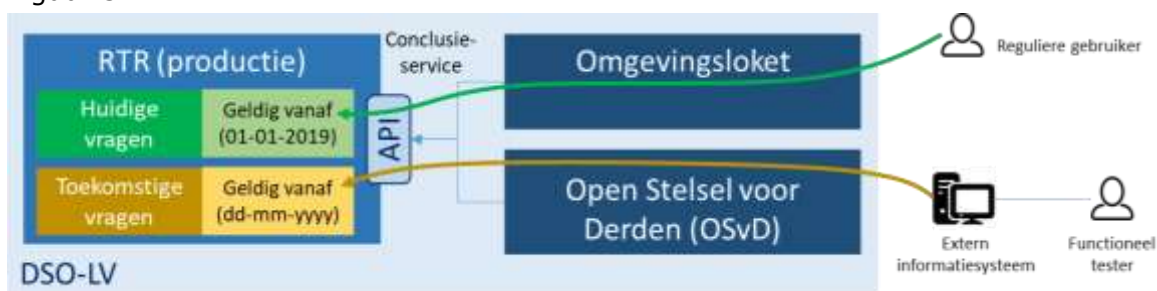 RTR (productie)
Huidige
vragen
Geldig vanaf
(01-01-2019)
Toekomstige
vragen
Geldig vanaf
(dd-mm-yyyy)
API
Conclusie-
service
Omgevingsloket
Open Stelsel voor
Derden (OSvD)
Reguliere gebruiker
Extern
informatiesysteem
Functioneel
tester
DSO-LV